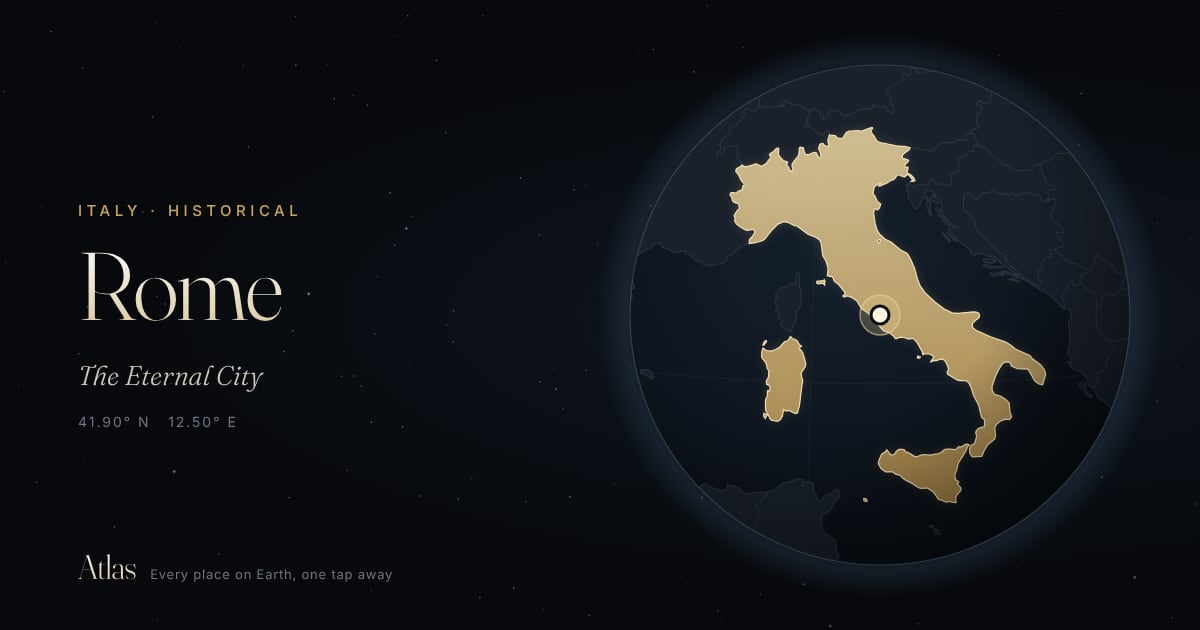 ITALY · HISTORICAL
Rome
The Eternal City
41.90° N 12.50° E
Atlas Every place on Earth, one tap away